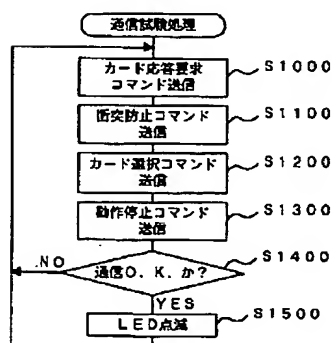 通信試験処理
カード応答要求
コマンド送信
S1000
衝突防止コマンド
送信
S1100
カード選択コマンド
送信
S1200
動作停止コマンド
送信
S1300
通信O．K．か？
S1400
NO
YES
LED点滅
S1500